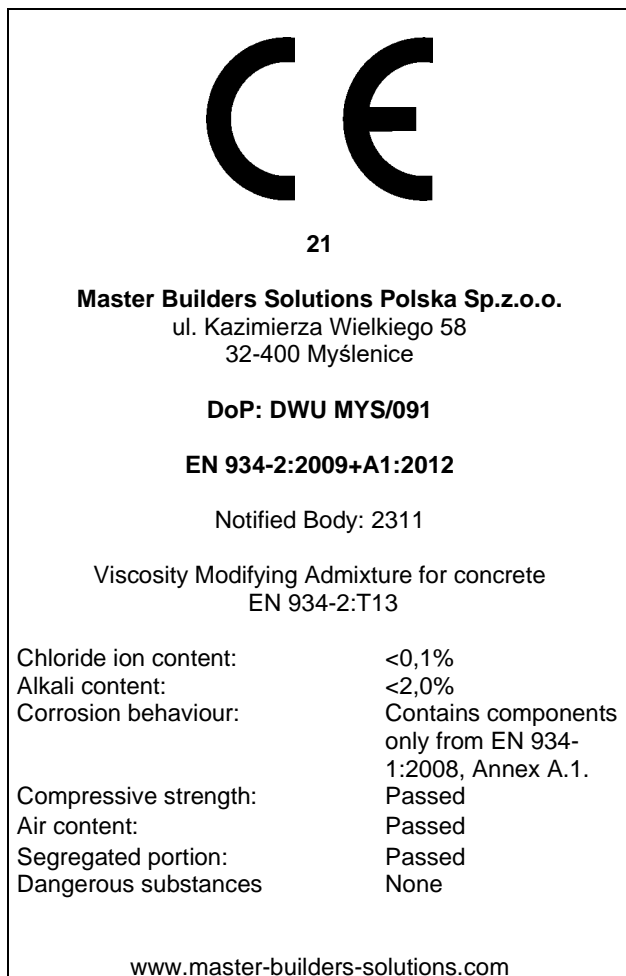 CE
21
Master Builders Solutions Polska Sp.z.o.o.
ul. Kazimierza Wielkiego 58
32-400 Myślenice
DoP: DWU MYS/091
EN 934-2:2009+A1:2012
Notified Body: 2311
Viscosity Modifying Admixture for concrete
EN 934-2:T13
Chloride ion content: <0,1%
Alkali content: <2,0%
Corrosion behaviour: Contains components
only from EN 934-
1:2008, Annex A.1.
Compressive strength: Passed
Air content: Passed
Segregated portion: Passed
Dangerous substances None
www.master-builders-solutions.com